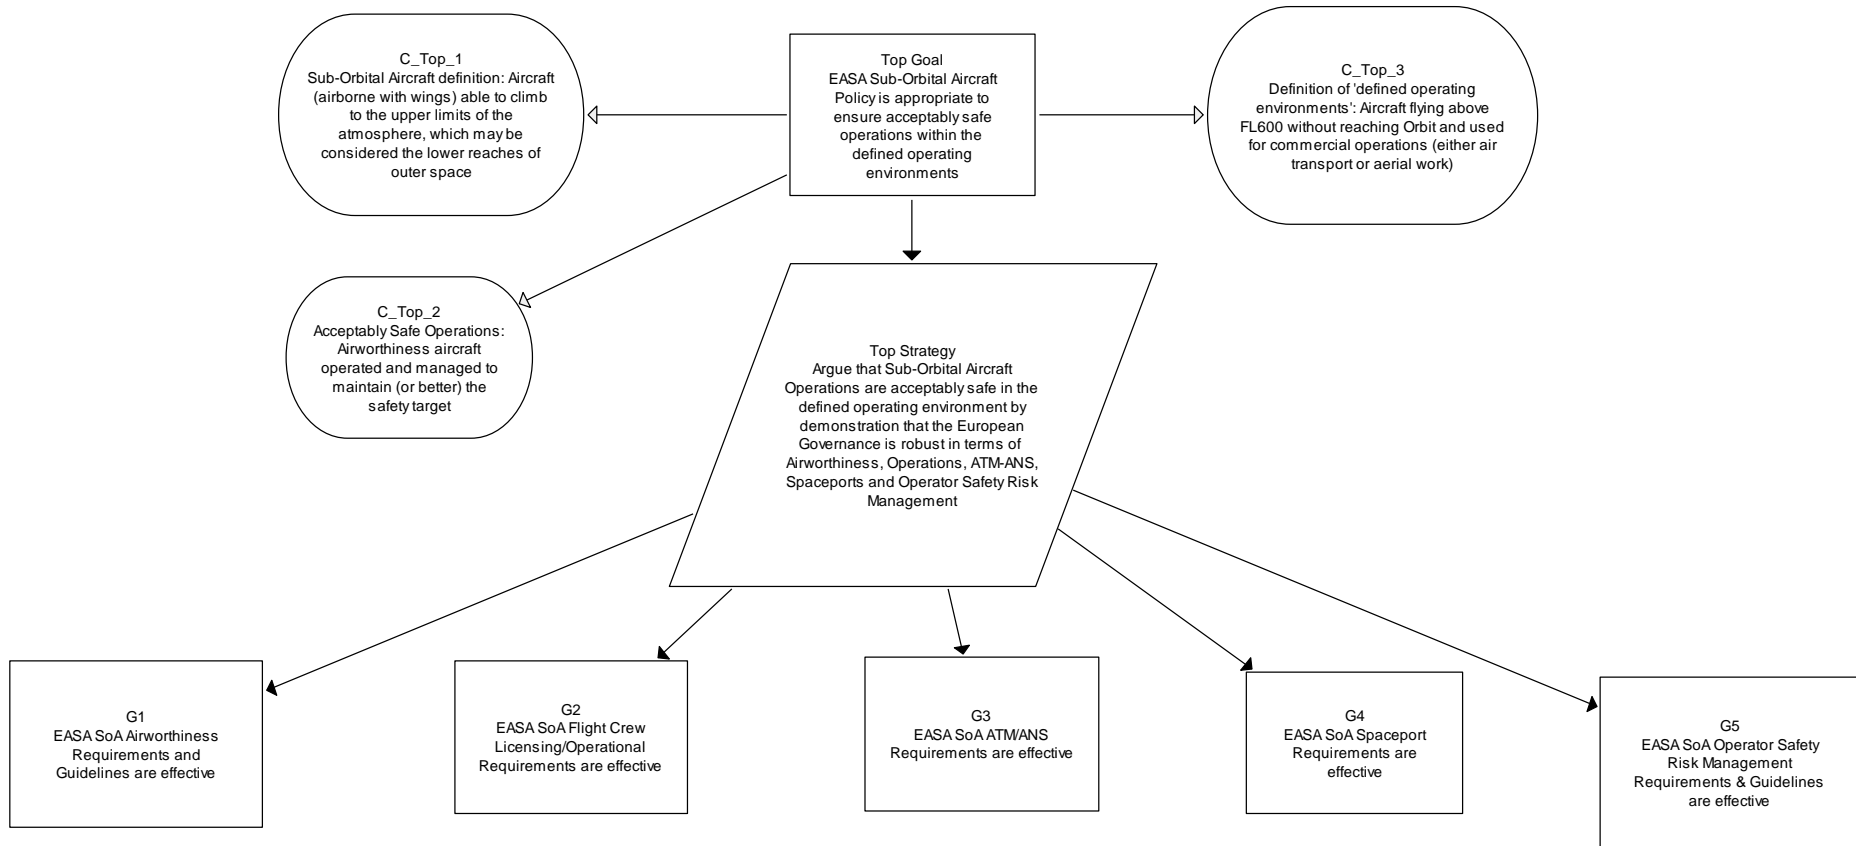 C_Top_1
Sub-Orbital Aircraft definition: Aircraft
(airborne with wings) able to climb
to the upper limits of the
atmosphere, which may be
considered the lower reaches of
outer space
Top Goal
EASA Sub-Orbital Aircraft
Policy is appropriate to
ensure acceptably safe
operations within the
defined operating
environments
C_Top_3
Definition of 'defined operating
environments': Aircraft flying above
FL600 without reaching Orbit and used
for commercial operations (either air
transport or aerial work)
C_Top_2
Acceptably Safe Operations:
Airworthiness aircraft
operated and managed to
maintain (or better) the
safety target
Top Strategy
Argue that Sub-Orbital Aircraft
Operations are acceptably safe in the
defined operating environment by
demonstration that the European
Governance is robust in terms of
Airworthiness, Operations, ATM-ANS,
Spaceports and Operator Safety Risk
Management
G1
EASA SoA Airworthiness
Requirements and
Guidelines are effective
G2
EASA SoA Flight Crew
Licensing/Operational
Requirements are effective
G3
EASA SoA ATM/ANS
Requirements are effective
G4
EASA SoA Spaceport
Requirements are
effective
G5
EASA SoA Operator Safety
Risk Management
Requirements & Guidelines
are effective